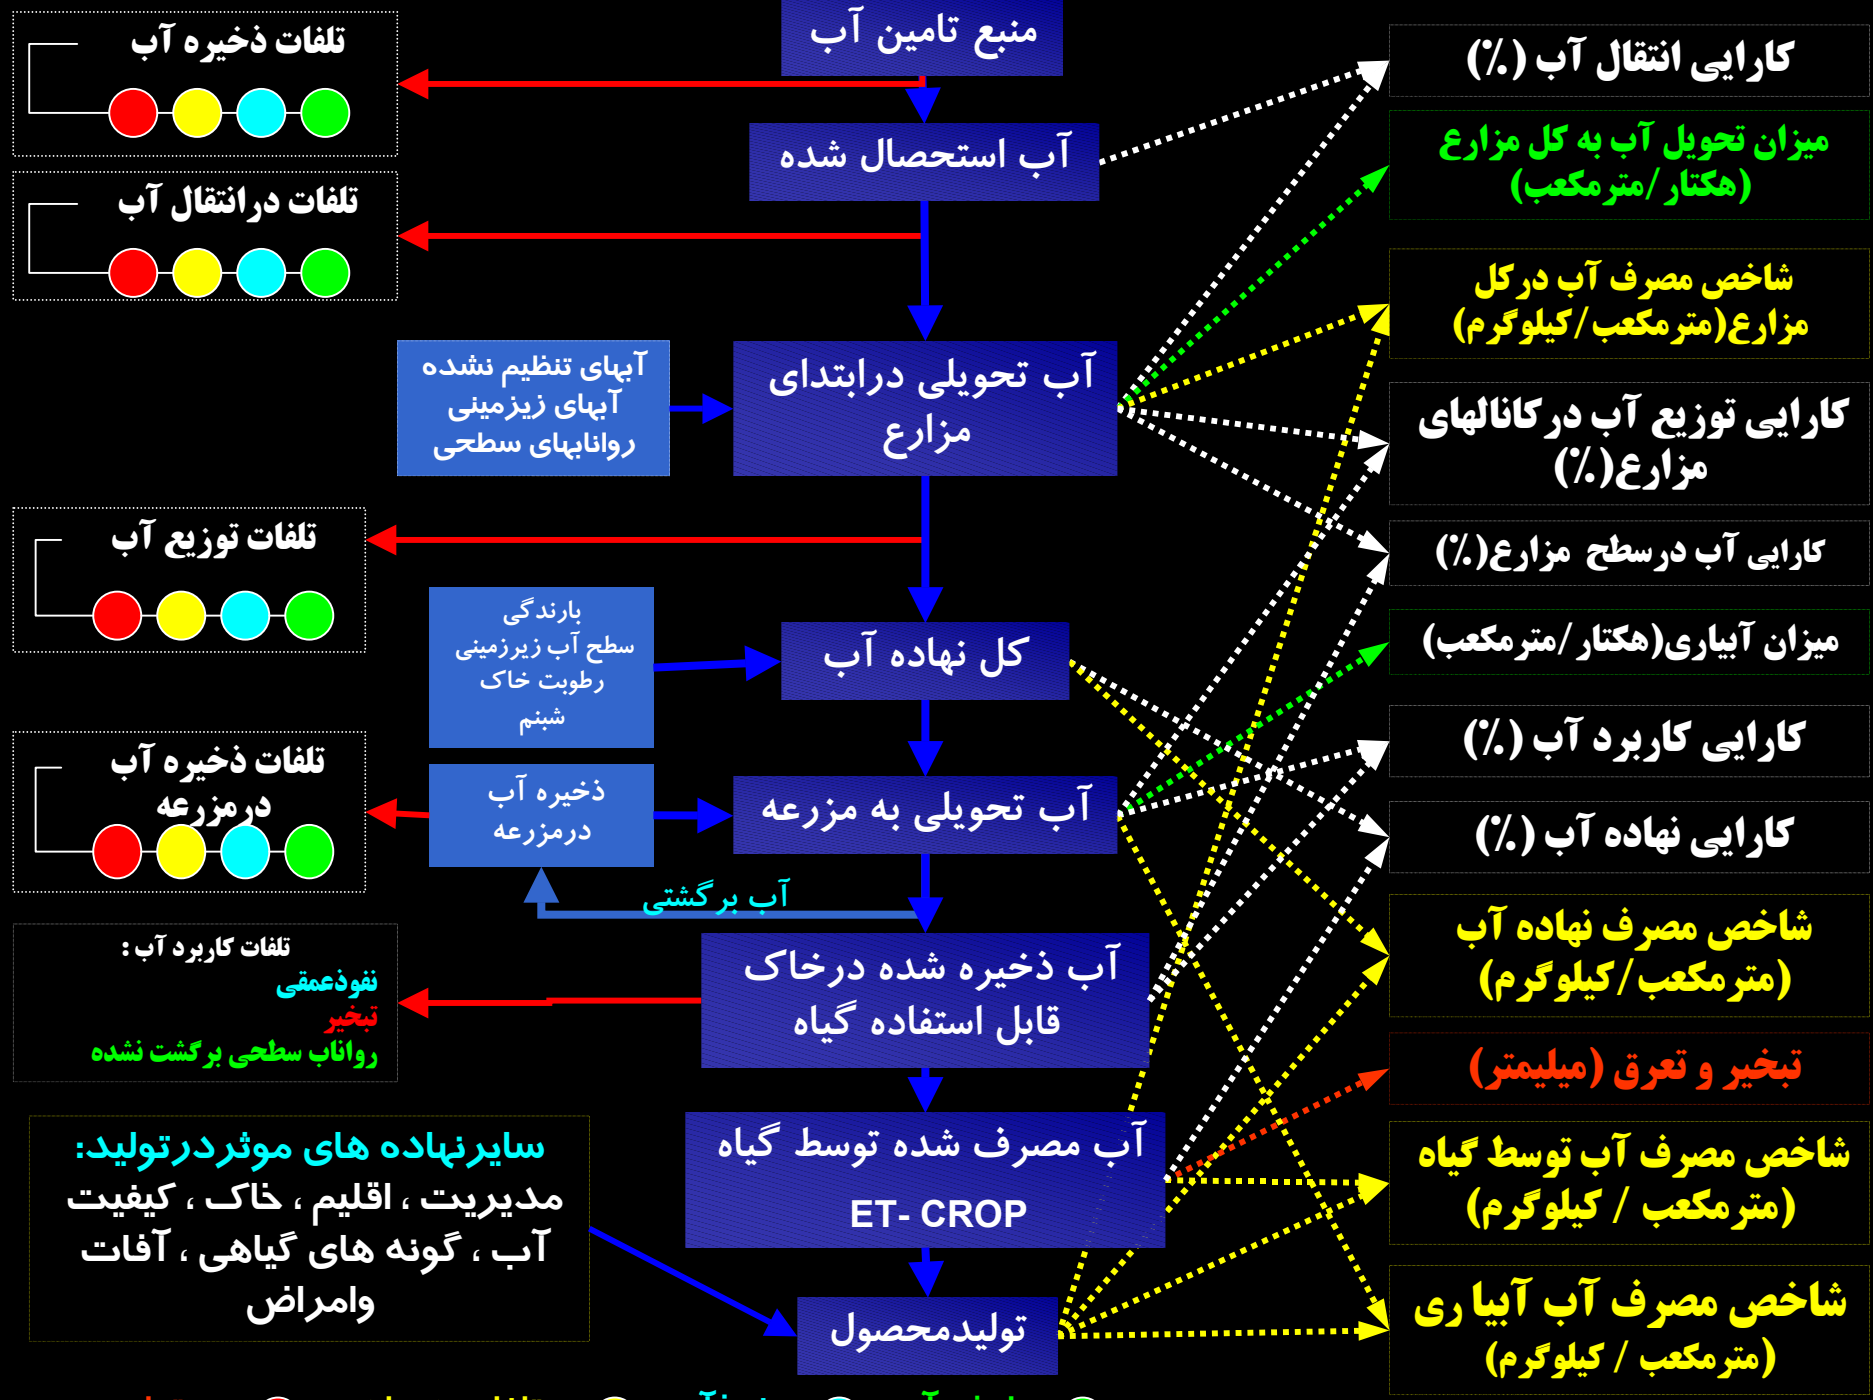 منبع تامین آب
آب استحصال شده
آب تحویلی درابتدای
مزارع
کل نهاده آب
آب تحویلی به مزرعه
آب برگشتی
آب ذخیره شده درخاک
قابل استفاده گیاه
آب مصرف شده توسط گیاه
ET- CROP
تولیدمحصول
کارایی انتقال آب (%)
میزان تحویل آب به کل مزارع
(هکتار/مترمکعب)
شاخص مصرف آب درکل
مزارع(مترمکعب/کیلوگرم)
کارایی توزیع آب درکانالهای
مزارع(%)
کارایی آب درسطح مزارع(%)
میزان آبیاری(هکتار/مترمکعب)
کارایی کاربرد آب (%)
کارایی نهاده آب (%)
شاخص مصرف نهاده آب
(مترمکعب/کیلوگرم)
تبخیر و تعرق (میلیمتر)
شاخص مصرف آب توسط گیاه
(مترمکعب / کیلوگرم)
شاخص مصرف آب آبیا ری
(مترمکعب / کیلوگرم)
تلفات ذخیره آب
تلفات درانتقال آب
آبهای تنظیم نشده
آبهای زیزمینی
روانابهای سطحی
تلفات توزیع آب
بارندگی
سطح آب زیرزمینی
رطوبت خاک
شبنم
تلفات ذخیره آب
درمزرعه
ذخیره آب
درمزرعه
تلفات کاربرد آب :
نفوذعمقی
تبخیر
رواناب سطحی برگشت نشده
سایرنهاده های موثردرتولید:
مدیریت ، اقلیم ، خاک ، کیفیت
آب ، گونه های گیاهی ، آفات
وامراض